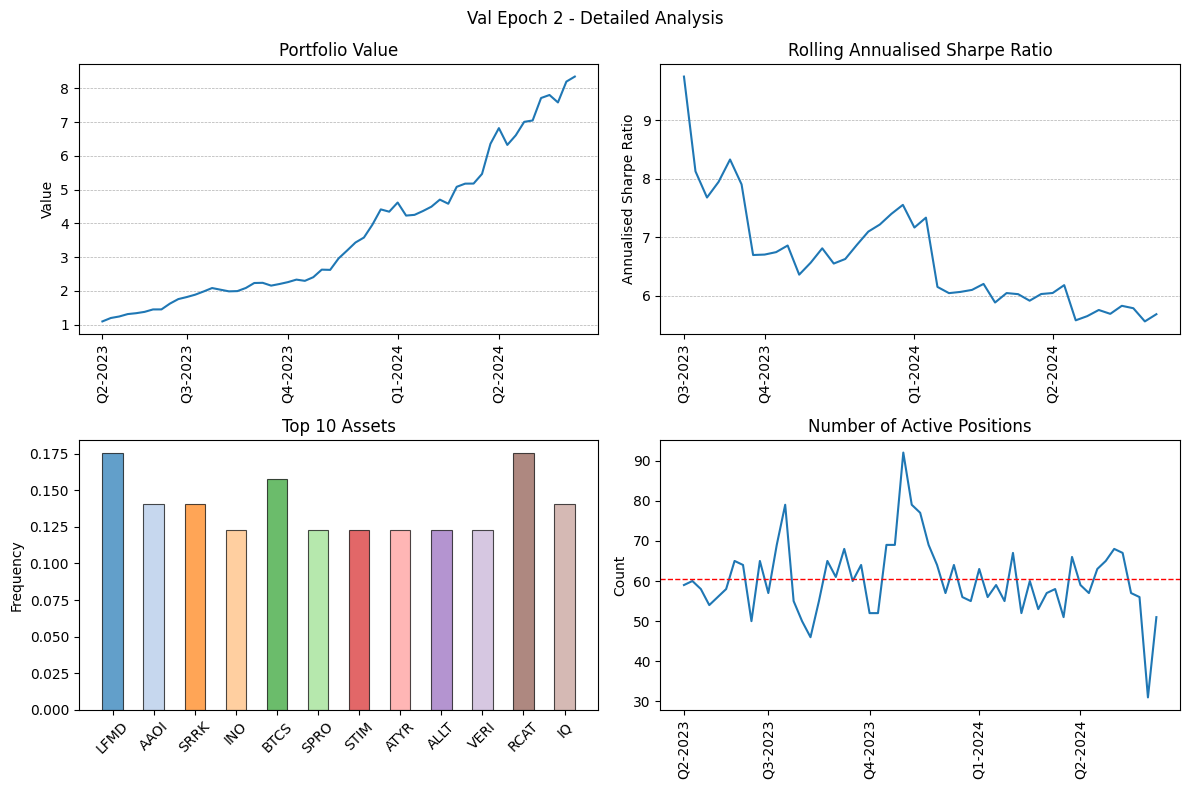 Val Epoch 2 - Detailed Analysis
Portfolio Value
Value
8
7
6
5
4
3
2
1
Q2-2023
Q3-2023
Q4-2023
Q1-2024
Q2-2024
Rolling Annualised Sharpe Ratio
Annualised Sharpe Ratio
9
8
7
6
Q3-2023
Q4-2023
Q1-2024
Q2-2024
Top 10 Assets
Frequency
0.175
0.150
0.125
0.100
0.075
0.050
0.025
0.000
LFMD
AAOI
SRRK
INO
BTCS
SPRO
STIM
ATYR
ALLT
VERI
RCAT
IQ
Number of Active Positions
Count
90
80
70
60
50
40
30
Q2-2023
Q3-2023
Q4-2023
Q1-2024
Q2-2024